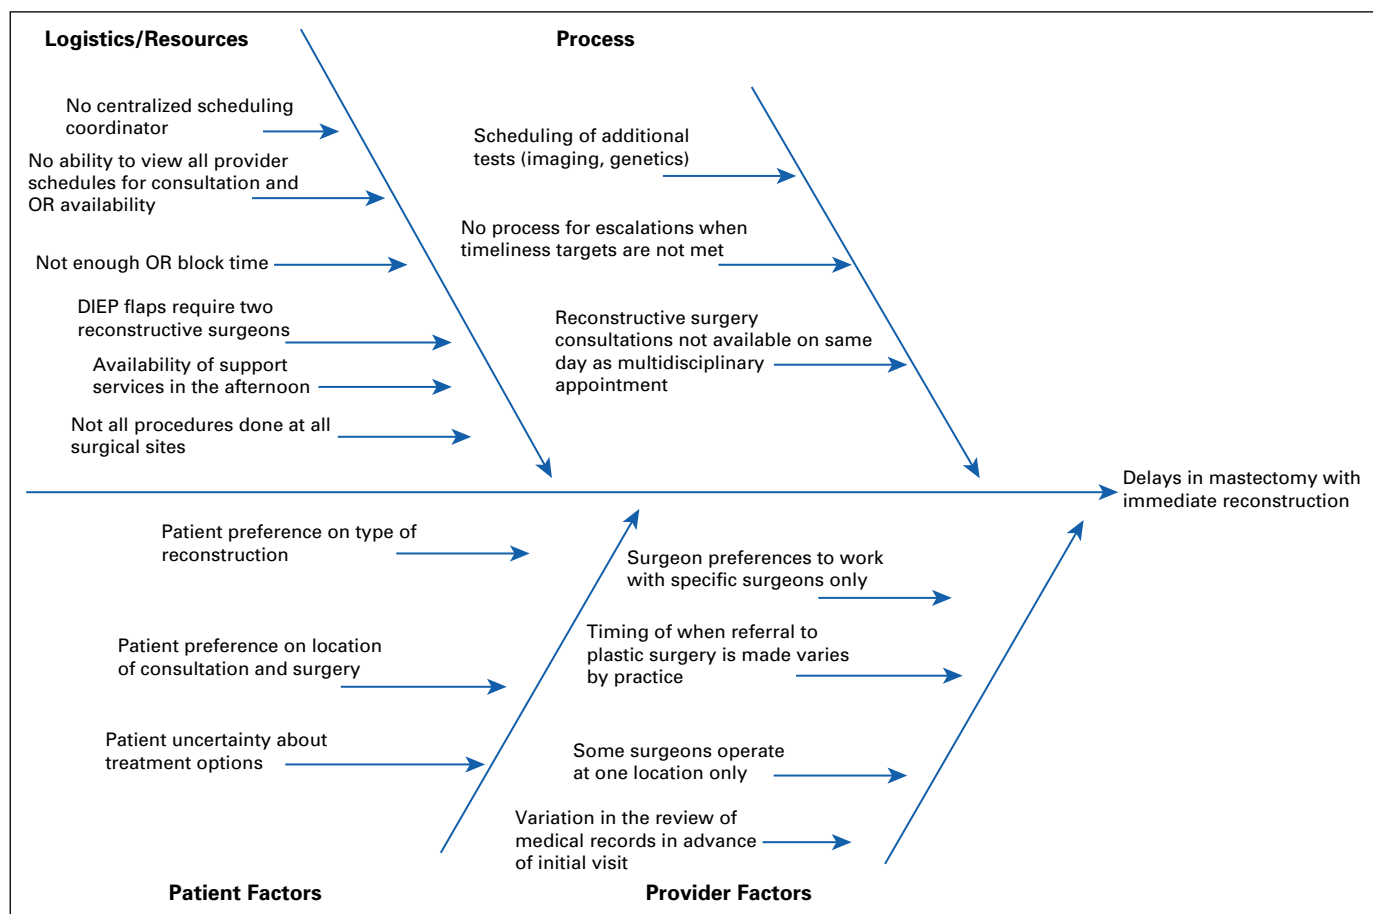 Logistics/Resources
No centralized scheduling
coordinator
No ability to view all provider
schedules for consultation and
OR availability
Not enough OR block time
DIEP flaps require two
reconstructive surgeons
Availability of support
services in the afternoon
Not all procedures done at all
surgical sites
Process
Scheduling of additional
tests (imaging, genetics)
No process for escalations when
timeliness targets are not met
Reconstructive surgery
consultations not available on same
day as multidisciplinary
appointment
Delays in mastectomy with
immediate reconstruction
Patient preference on type of
reconstruction
Patient preference on location
of consultation and surgery
Patient uncertainty about
treatment options
Patient Factors
Surgeon preferences to work
with specific surgeons only
Timing of when referral to
plastic surgery is made varies
by practice
Some surgeons operate
at one location only
Variation in the review of
medical records in advance
of initial visit
Provider Factors